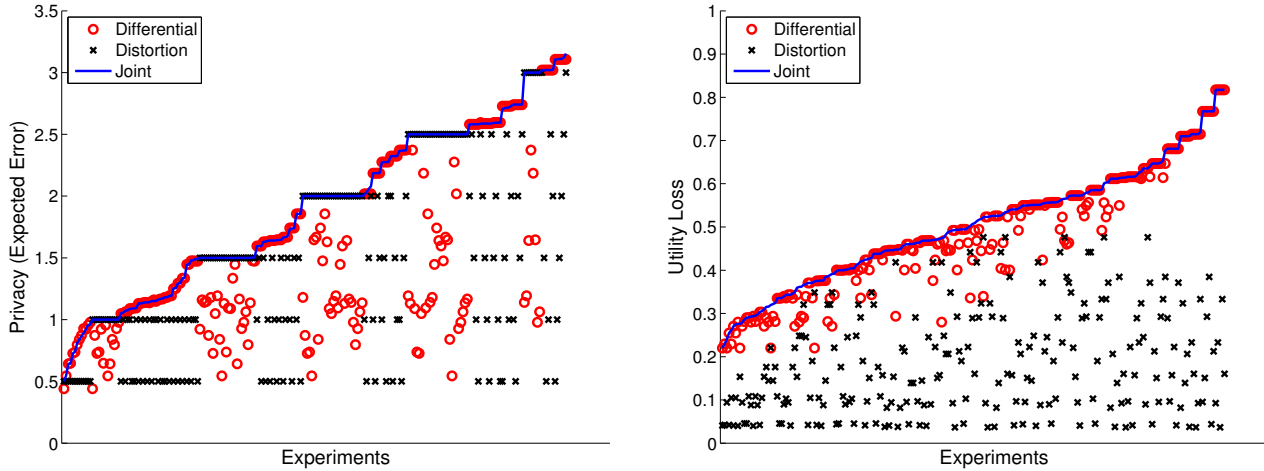 3.5
3
2.5
2
1.5
1
0.5
0
Privacy (Expected Error)
Experiments
Differential
Distortion
Joint
1
0.9
0.8
0.7
0.6
0.5
0.4
0.3
0.2
0.1
0
Utility Loss
Experiments
Differential
Distortion
Joint